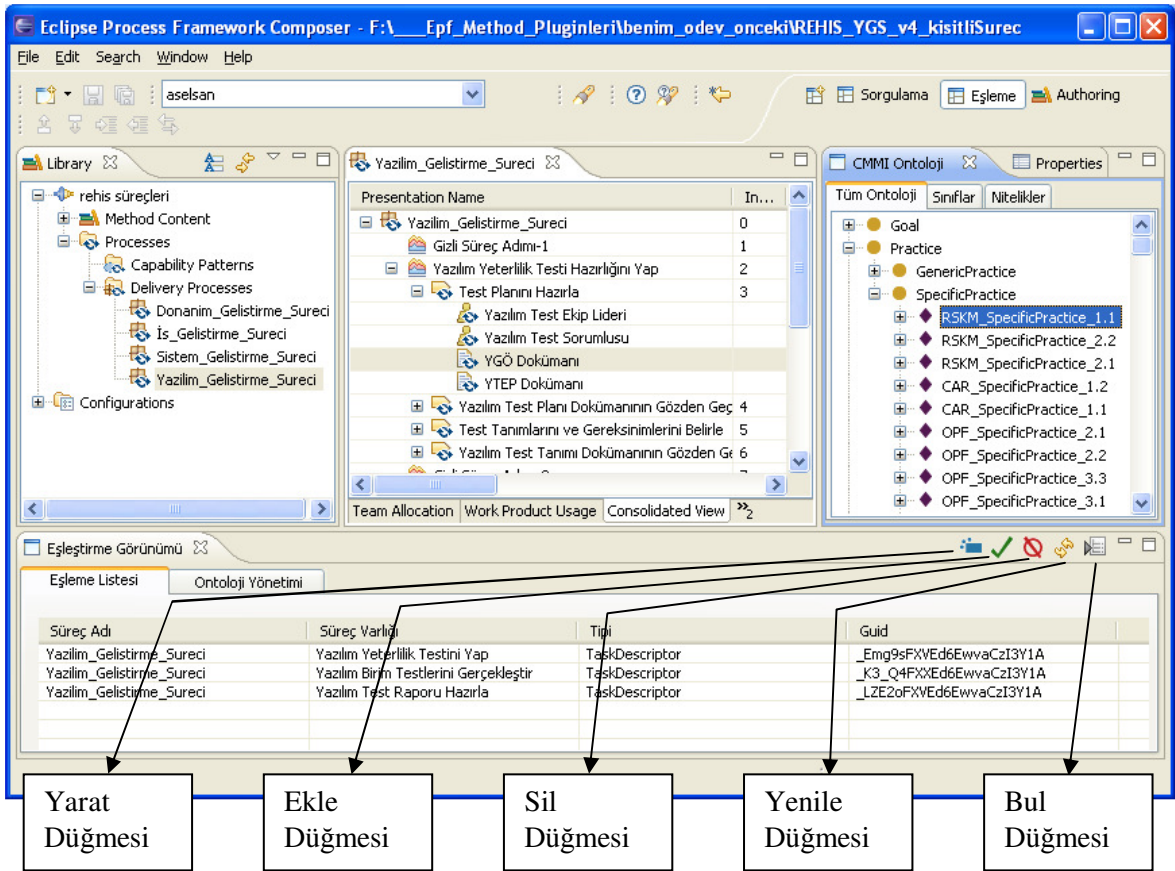 Eclipse Process Framework Composer - F:\___Epf_Method_Pluginleri\benim_odev_onceki\REHIS_YGS_v4_kisitliSurec
File Edit Search Window Help
aselsan
Sorgulama
Eşleme
Authoring
Library
rehis süreçleri
Method Content
Processes
Capability Patterns
Delivery Processes
Donanim_Gelistirme_Sureci
İs_Gelistirme_Sureci
Sistem_Gelistirme_Sureci
Yazilim_Gelistirme_Sureci
Configurations
Yazilim_Gelistirme_Sureci
Presentation Name In...
Yazilim_Gelistirme_Sureci 0
Gizli Süreç Adımı-1 1
Yazılım Yeterlilik Testi Hazırlığını Yap 2
Test Planını Hazırla 3
Yazılım Test Ekip Lideri
Yazılım Test Sorumlusu
YGÖ Dokümanı
YTEP Dokümanı
Yazılım Test Planı Dokümanının Gözden Geç 4
Test Tanımlarını ve Gereksinimlerini Belirle 5
Yazılım Test Tanımı Dokümanının Gözden Ge 6
Team Allocation Work Product Usage Consolidated View »2
CMMI Ontoloji Properties
Tüm Ontoloji Sınıflar Nitelikler
Goal
Practice
GenericPractice
SpecificPractice
RSKM_SpecificPractice_1.1
RSKM_SpecificPractice_2.2
RSKM_SpecificPractice_2.1
CAR_SpecificPractice_1.2
CAR_SpecificPractice_1.1
OPF_SpecificPractice_2.1
OPF_SpecificPractice_2.2
OPF_SpecificPractice_3.3
OPF_SpecificPractice_3.1
Eşleştirme Görünümü
Eşleme Listesi Ontoloji Yönetimi
Süreç Adı Süreç Varlığı Tipi Guid
Yazilim_Gelistirme_Sureci Yazılım Yeterlilik Testini Yap TaskDescriptor _Emg9sFXVEd6EwvaCzI3Y1A
Yazilim_Gelistirme_Sureci Yazılım Birim Testlerini Gerçekleştir TaskDescriptor _K3_Q4FXXEd6EwvaCzI3Y1A
Yazilim_Gelistirme_Sureci Yazılım Test Raporu Hazırla TaskDescriptor _LZE2oFXVEd6EwvaCzI3Y1A
Yarat
Düğmesi
Ekle
Düğmesi
Sil
Düğmesi
Yenile
Düğmesi
Bul
Düğmesi